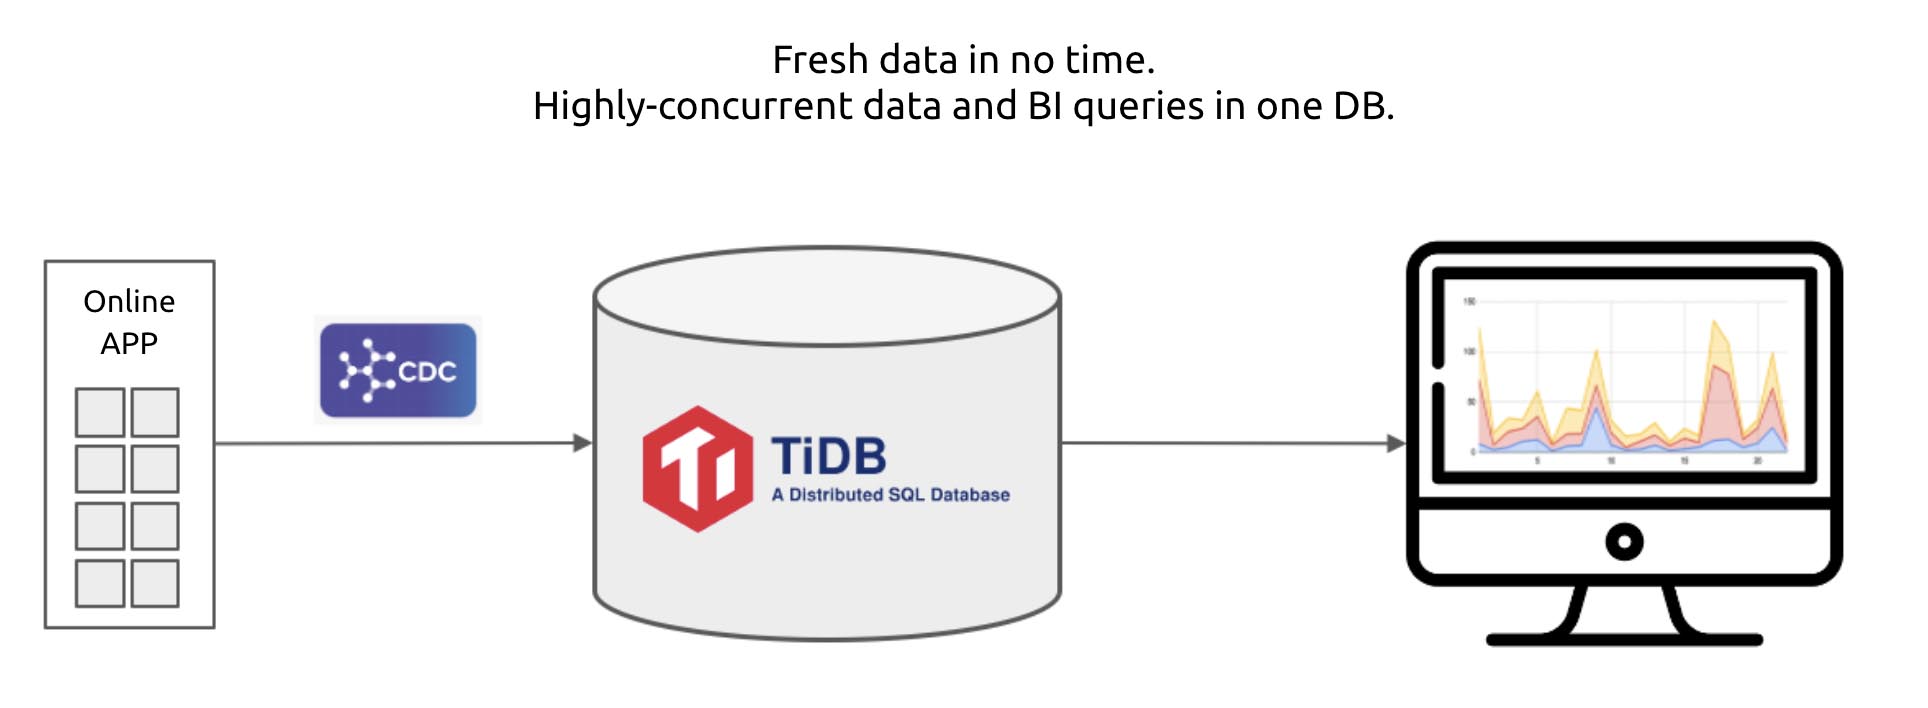 Fresh data in no time.
Highly-concurrent data and BI queries in one DB.
Online
APP
CDC
Ti
TiDB
A Distributed SQL Database
150
100
50
0
5
10
15
20